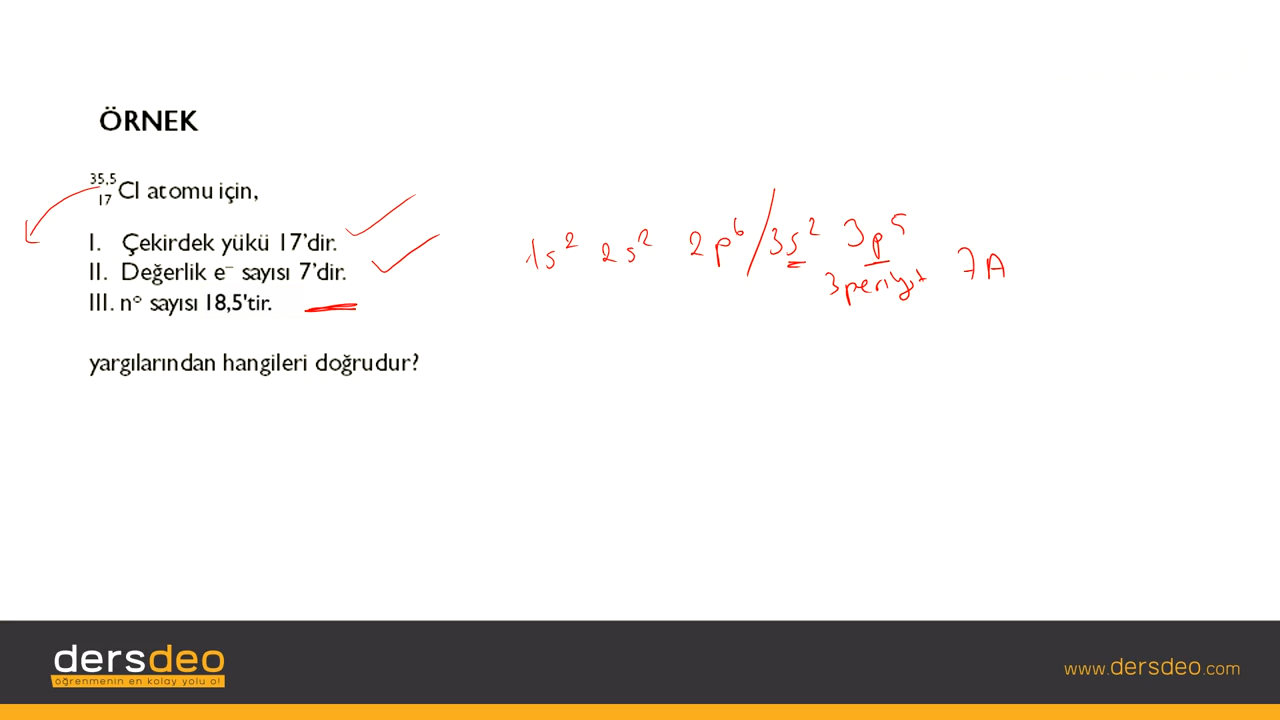 ÖRNEK
35,5
17 Cl atomu için,
I. Çekirdek yükü 17’dir.
II. Değerlik e⁻ sayısı 7’dir.
III. n° sayısı 18,5'tir.
yargılarından hangileri doğrudur?
1s² 2s² 2p⁶ / 3s² 3p⁵
3 periyot 7A
dersdeo
öğrenmenin en kolay yolu o!
www.dersdeo.com